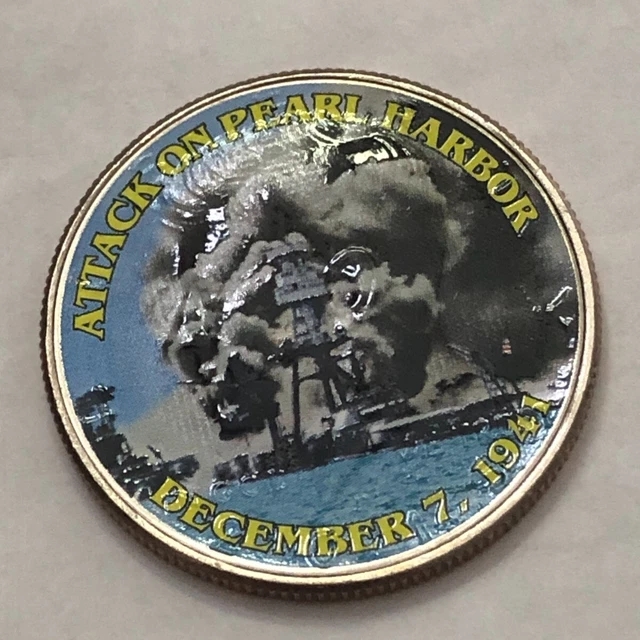 ATTACK ON PEARL HARBOR
DECEMBER 7, 1941